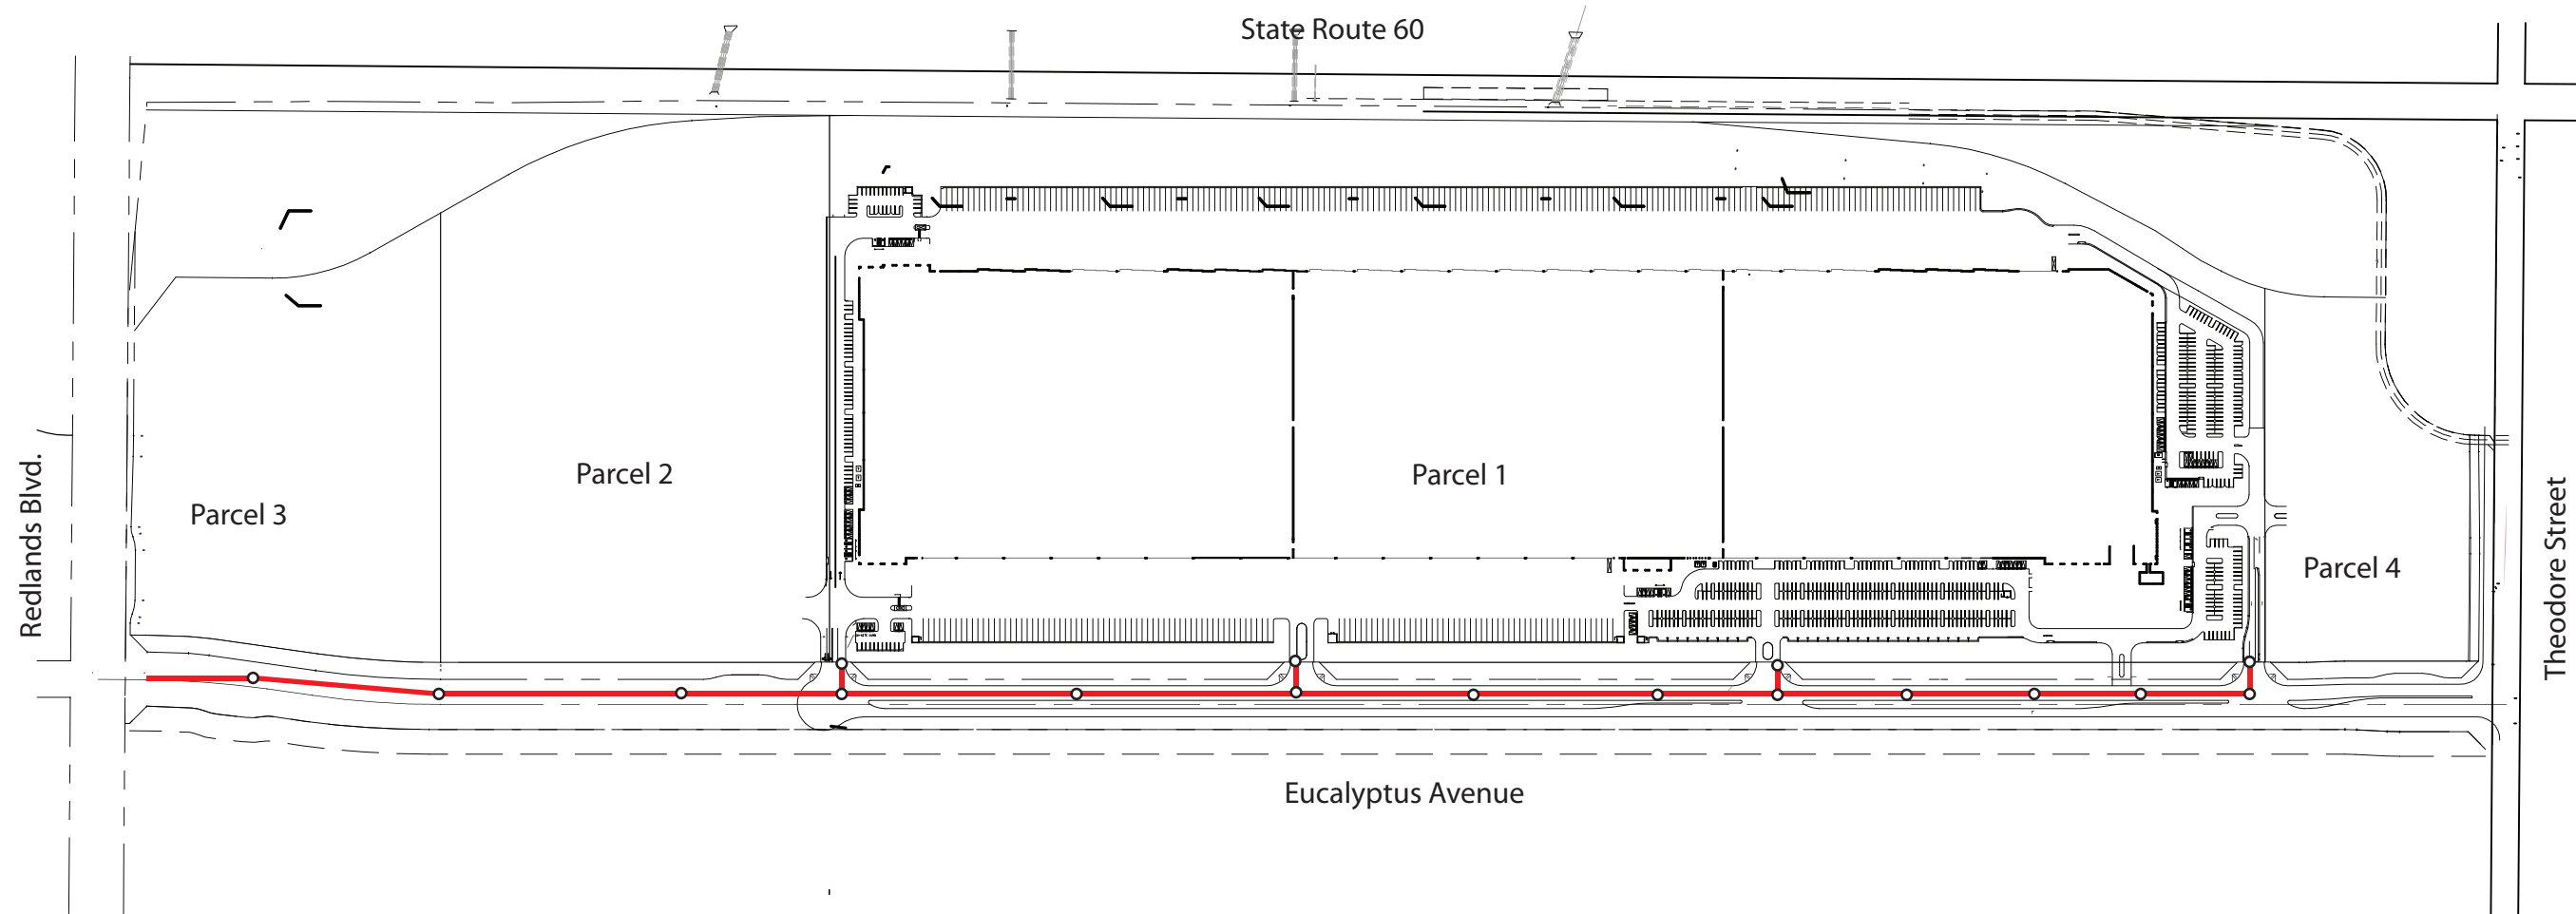 State Route 60
Redlands Blvd.
Parcel 3
Parcel 2
Parcel 1
Parcel 4
Theodore Street
Eucalyptus Avenue